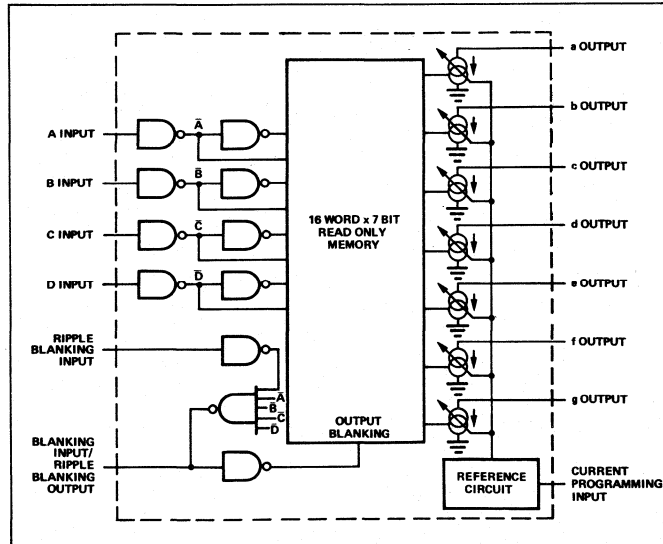 a OUTPUT
b OUTPUT
c OUTPUT
d OUTPUT
e OUTPUT
f OUTPUT
g OUTPUT
A INPUT
A̅
B INPUT
B̅
C INPUT
C̅
D INPUT
D̅
16 WORD x 7 BIT
READ ONLY
MEMORY
RIPPLE
BLANKING
INPUT
A̅
B̅
C̅
D̅
OUTPUT
BLANKING
BLANKING
INPUT/
RIPPLE
BLANKING
OUTPUT
REFERENCE
CIRCUIT
CURRENT
PROGRAMMING
INPUT